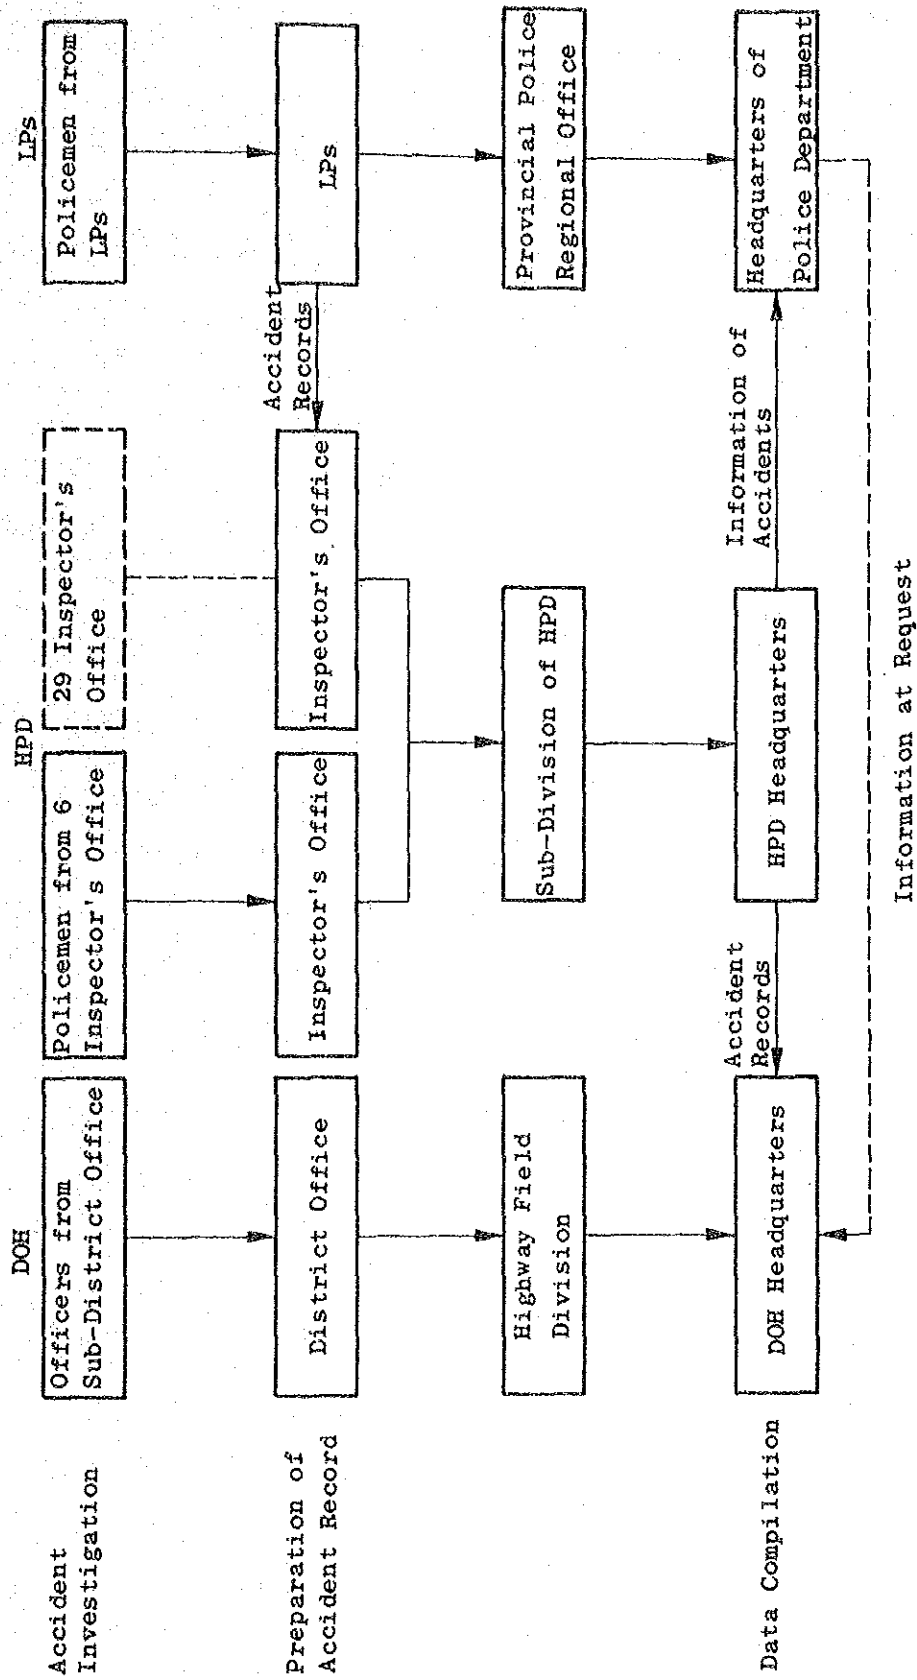 DOH
HPD
LPs
Accident
Investigation
Officers from
Sub-District Office
Policemen from 6
Inspector's Office
29 Inspector's
Office
Policemen from
LPs
Preparation of
Accident Record
District Office
Inspector's Office
Inspector's Office
Accident
Records
LPs
Highway Field
Division
Sub-Division of HPD
Provincial Police
Regional Office
Data Compilation
DOH Headquarters
Accident
Records
HPD Headquarters
Information of
Accidents
Headquarters of
Police Department
Information at Request